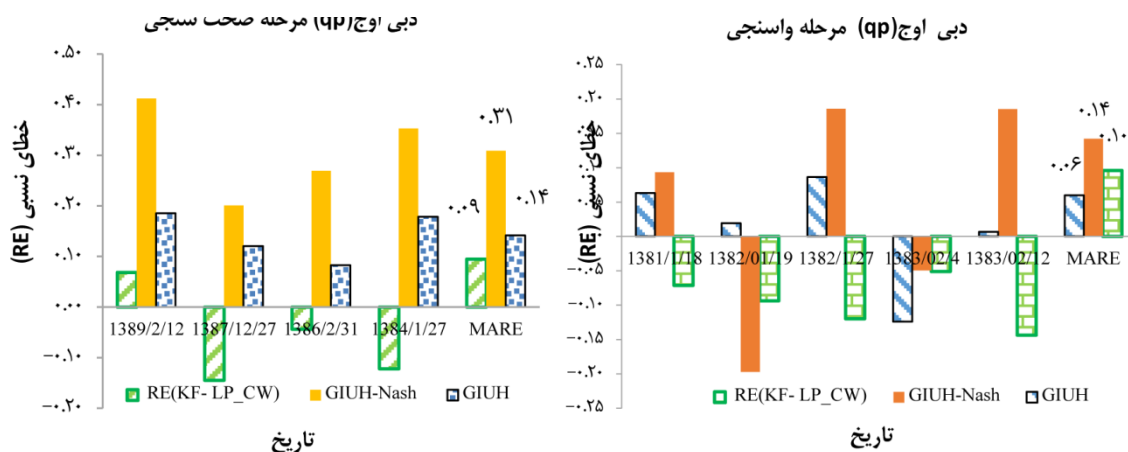 دبی اوج(qp) مرحله صحت سنجی
خطای نسبی (RE)
۰.۵۰
۰.۴۰
۰.۳۰
۰.۲۰
۰.۱۰
۰.۰۰
−۰.۱۰
−۰.۲۰
۰.۳۱
۰.۰۹
۰.۱۴
1389/2/12 1387/12/27 1386/2/31 1384/1/27 MARE
RE(KF- LP_CW) GIUH-Nash GIUH
تاریخ
دبی اوج(qp) مرحله واسنجی
خطای نسبی (RE)
۰.۲۵
۰.۲۰
−۰.۰۵
−۰.۱۰
−۰.۱۵
−۰.۲۰
−۰.۲۵
۰.۱۴
۰.۱۰
۰.۰۶
1381/1/18 1382/01/19 1382/1/27 1383/02/4 1383/02/12 MARE
RE(KF- LP_CW) GIUH-Nash GIUH
تاریخ